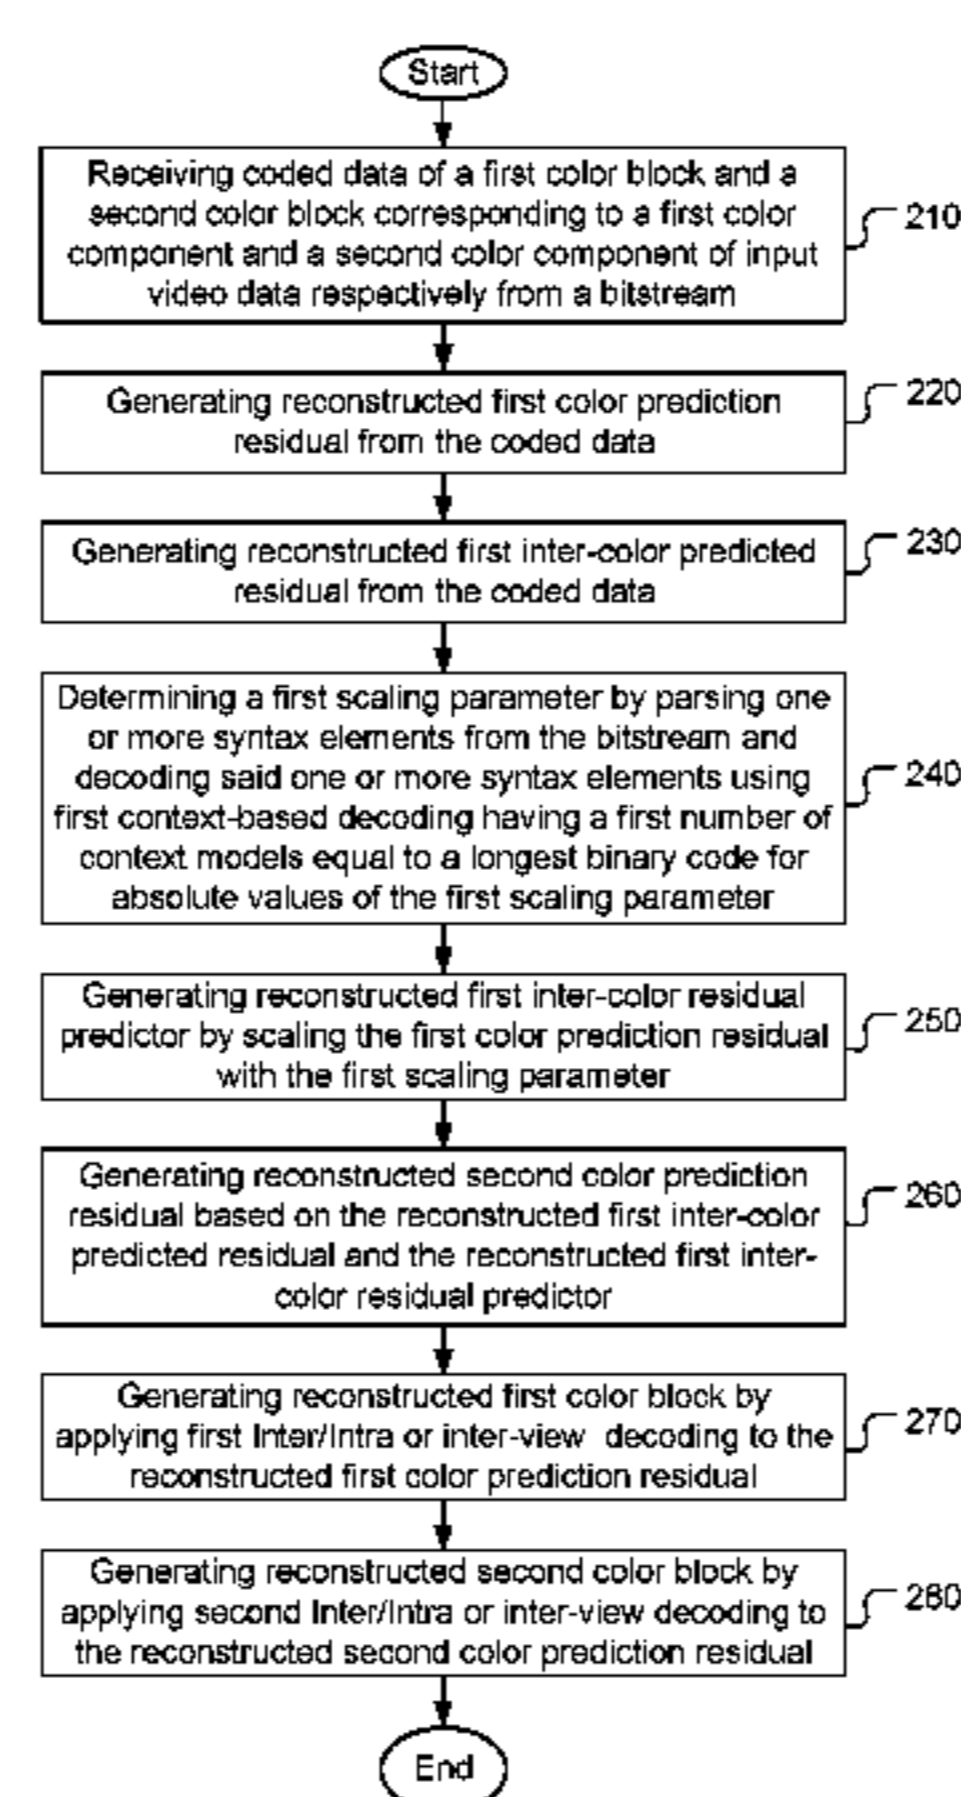 Start
Receiving coded data of a first color block and a
second color block corresponding to a first color
component and a second color component of input
video data respectively from a bitstream
210
Generating reconstructed first color prediction
residual from the coded data
220
Generating reconstructed first inter-color predicted
residual from the coded data
230
Determining a first scaling parameter by parsing one
or more syntax elements from the bitstream and
decoding said one or more syntax elements using
first context-based decoding having a first number of
context models equal to a longest binary code for
absolute values of the first scaling parameter
240
Generating reconstructed first inter-color residual
predictor by scaling the first color prediction residual
with the first scaling parameter
250
Generating reconstructed second color prediction
residual based on the reconstructed first inter-color
predicted residual and the reconstructed first inter-
color residual predictor
260
Generating reconstructed first color block by
applying first Inter/Intra or inter-view decoding to the
reconstructed first color prediction residual
270
Generating reconstructed second color block by
applying second Inter/Intra or inter-view decoding to
the reconstructed second color prediction residual
280
End